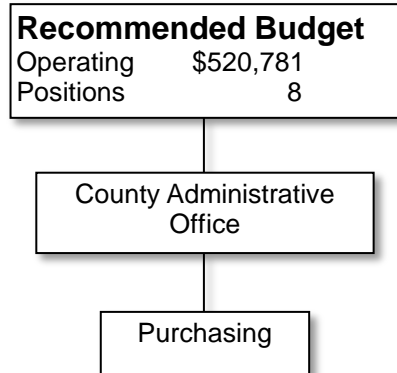 Recommended Budget
Operating $520,781
Positions 8
County Administrative
Office
Purchasing